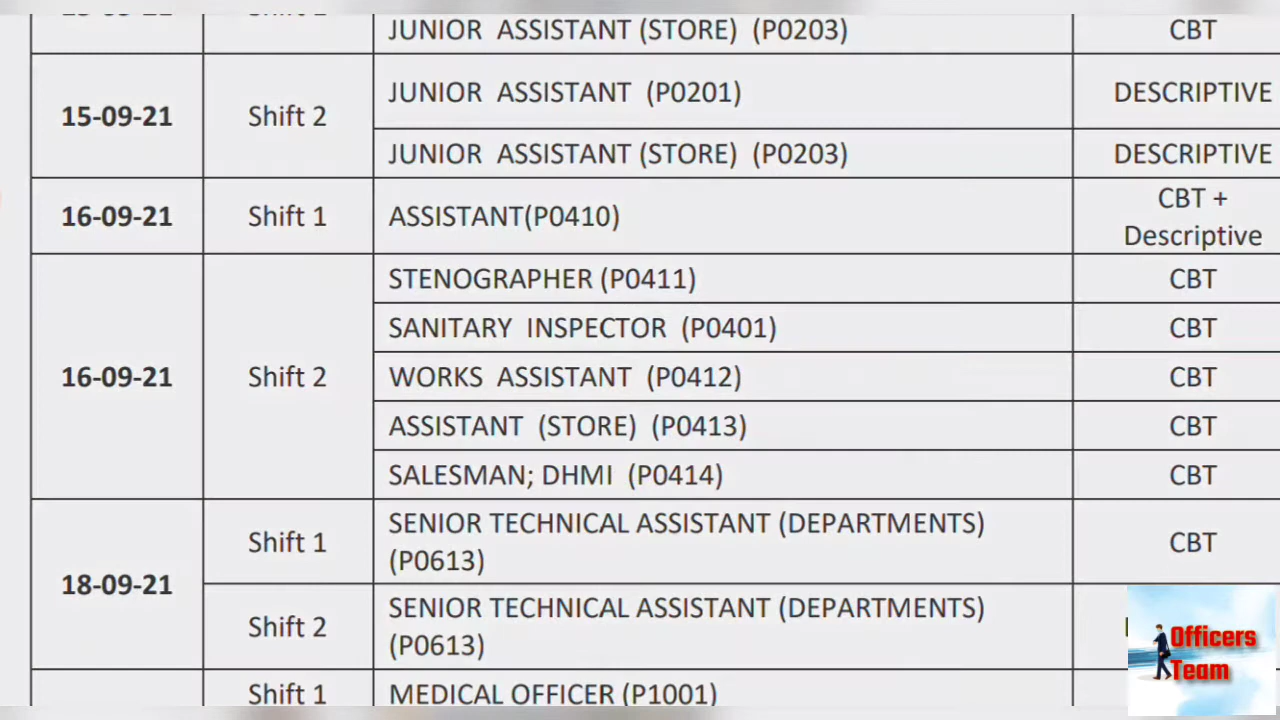 JUNIOR ASSISTANT (STORE) (P0203) CBT
15-09-21 Shift 2 JUNIOR ASSISTANT (P0201) DESCRIPTIVE
JUNIOR ASSISTANT (STORE) (P0203) DESCRIPTIVE
16-09-21 Shift 1 ASSISTANT(P0410) CBT +
Descriptive
16-09-21 Shift 2 STENOGRAPHER (P0411) CBT
SANITARY INSPECTOR (P0401) CBT
WORKS ASSISTANT (P0412) CBT
ASSISTANT (STORE) (P0413) CBT
SALESMAN; DHMI (P0414) CBT
18-09-21 Shift 1 SENIOR TECHNICAL ASSISTANT (DEPARTMENTS)
(P0613) CBT
Shift 2 SENIOR TECHNICAL ASSISTANT (DEPARTMENTS)
(P0613)
Shift 1 MEDICAL OFFICER (P1001)
Officers
Team